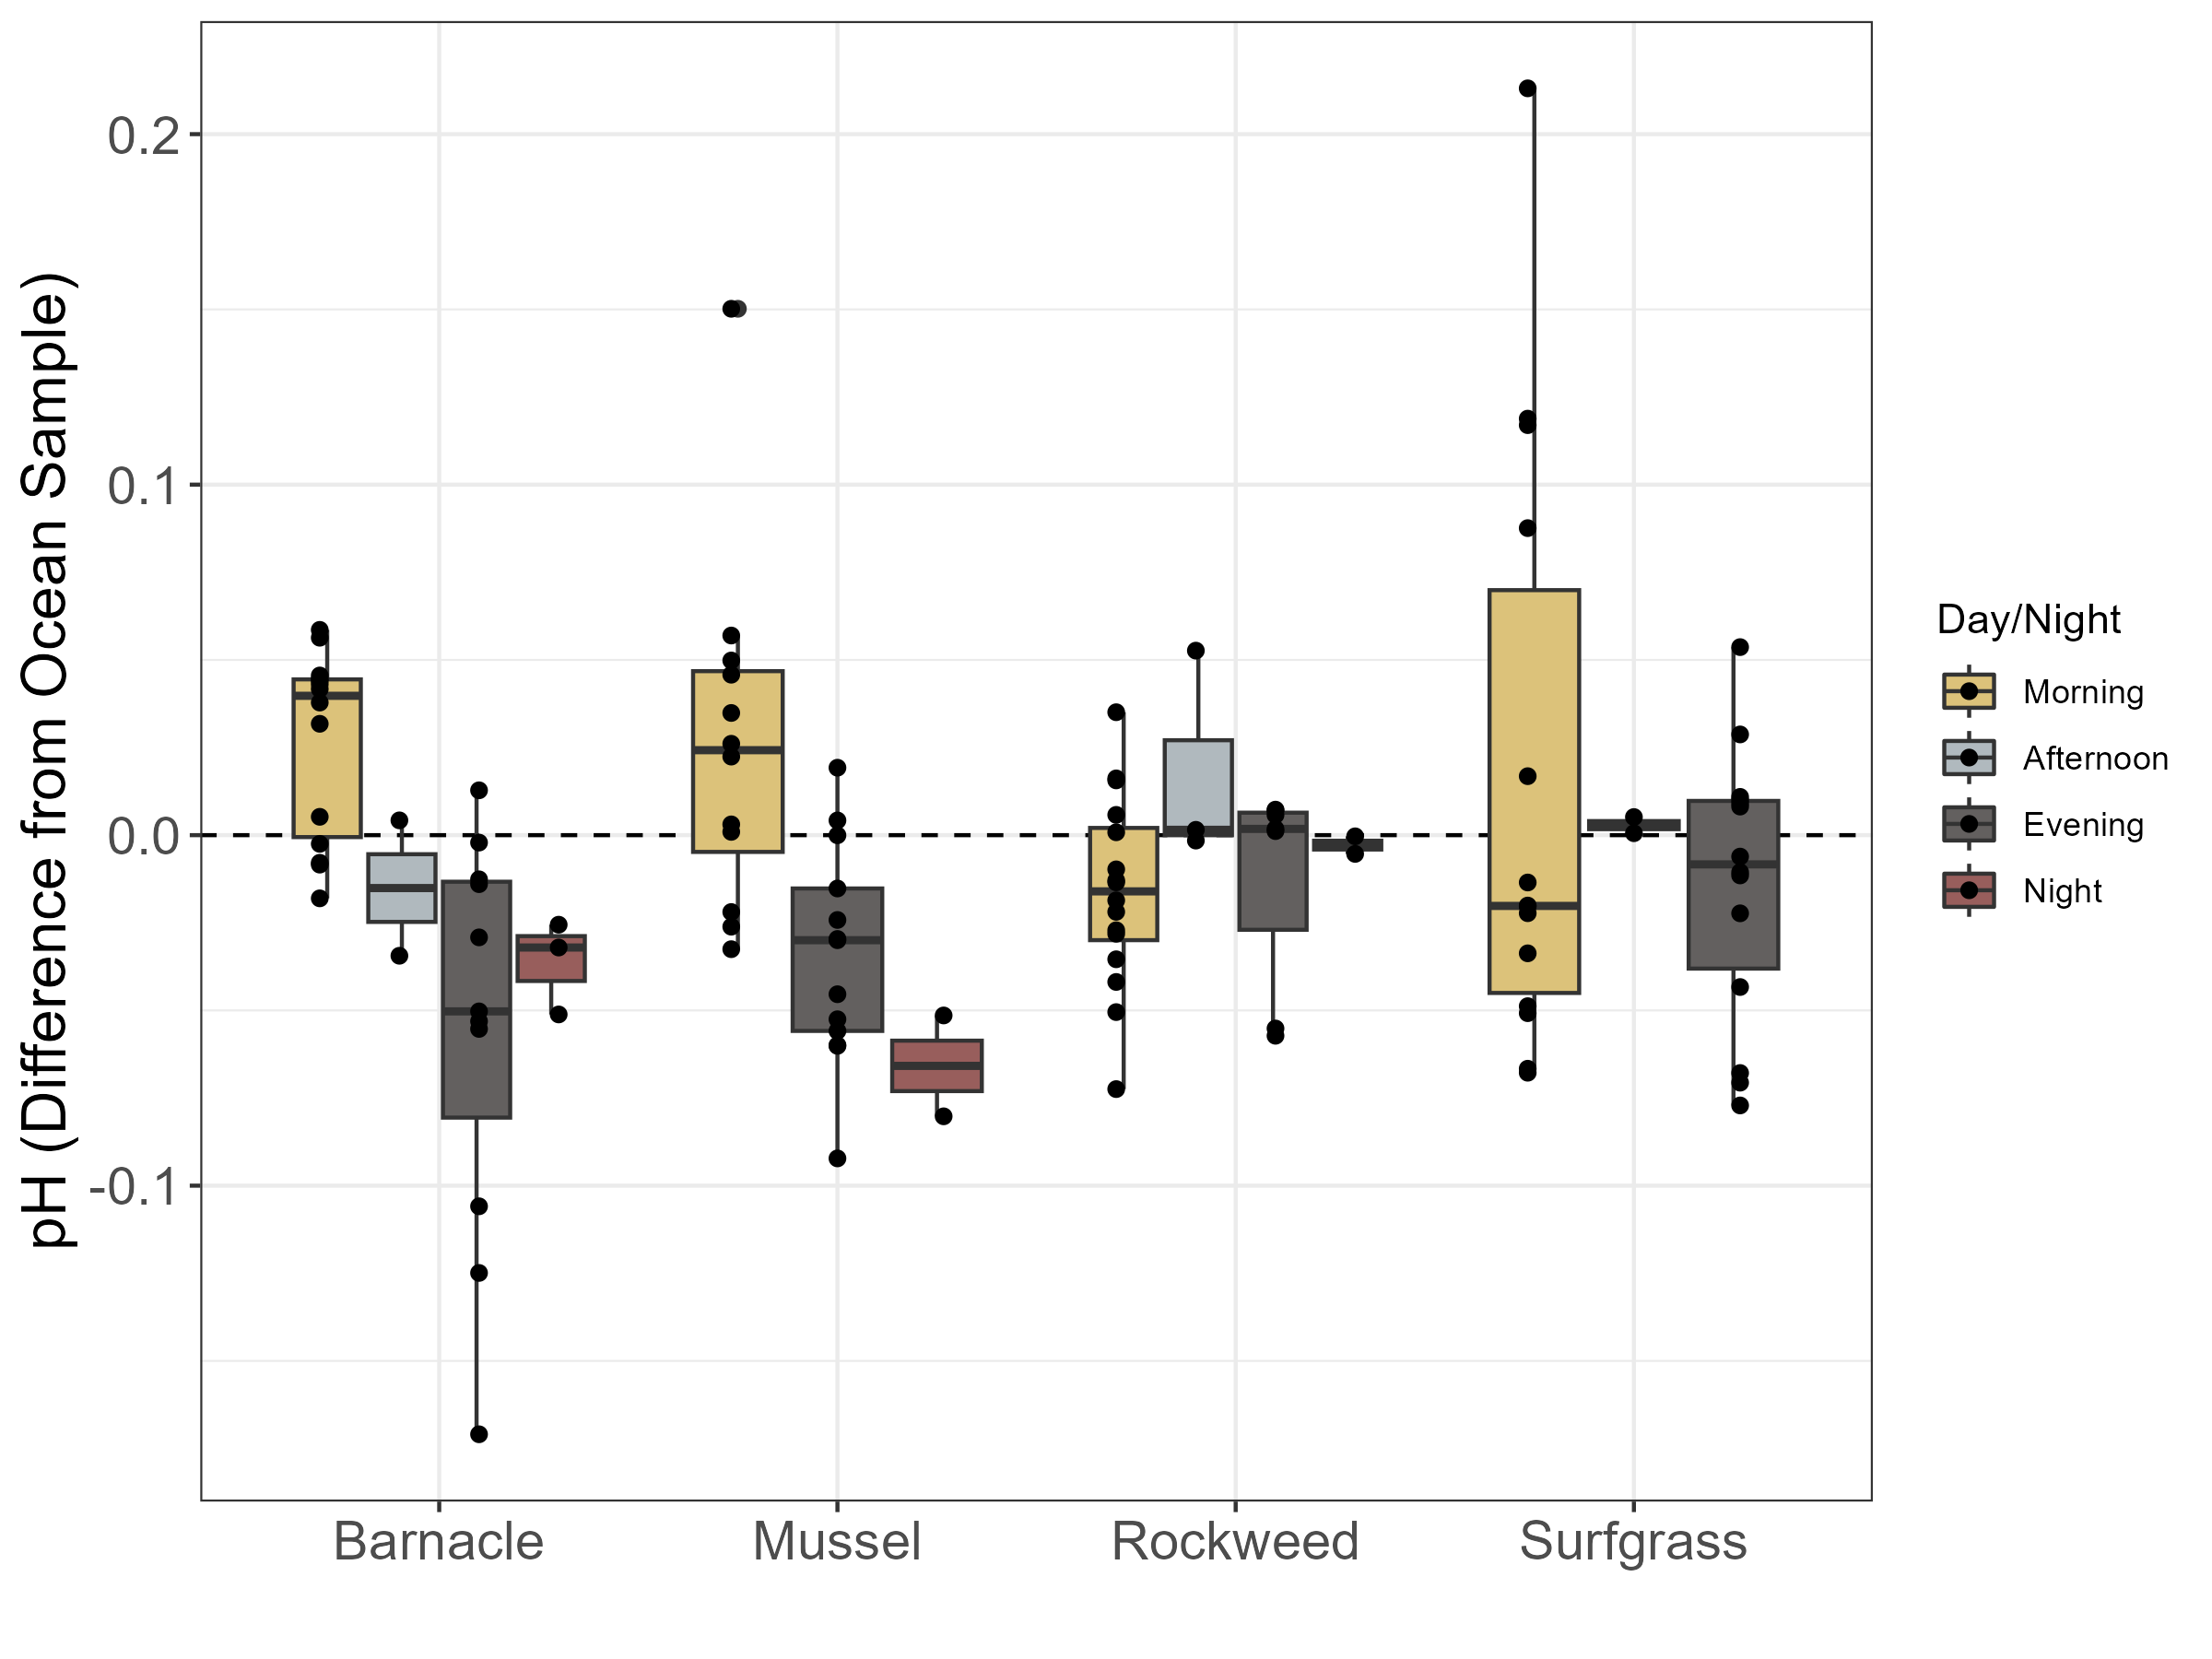 pH (Difference from Ocean Sample)
0.2
0.1
0.0
-0.1
Barnacle
Mussel
Rockweed
Surfgrass
Day/Night
Morning
Afternoon
Evening
Night